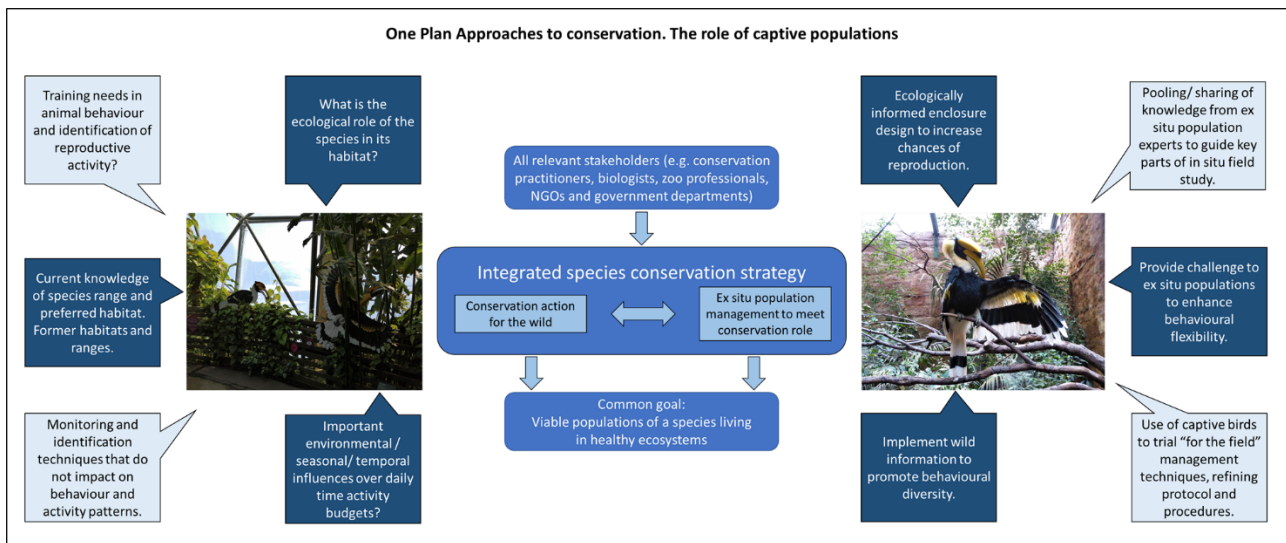 One Plan Approaches to conservation. The role of captive populations
Training needs in
animal behaviour
and identification of
reproductive
activity?
What is the
ecological role of the
species in its
habitat?
Current knowledge
of species range and
preferred habitat.
Former habitats and
ranges.
Monitoring and
identification
techniques that do
not impact on
behaviour and
activity patterns.
Important
environmental /
seasonal/ temporal
influences over daily
time activity
budgets?
All relevant stakeholders (e.g. conservation
practitioners, biologists, zoo professionals,
NGOs and government departments)
Integrated species conservation strategy
Conservation action
for the wild
Ex situ population
management to meet
conservation role
Common goal:
Viable populations of a species living
in healthy ecosystems
Ecologically
informed enclosure
design to increase
chances of
reproduction.
Pooling/ sharing of
knowledge from ex
situ population
experts to guide key
parts of in situ field
study.
Provide challenge to
ex situ populations
to enhance
behavioural
flexibility.
Implement wild
information to
promote behavioural
diversity.
Use of captive birds
to trial “for the field”
management
techniques, refining
protocol and
procedures.